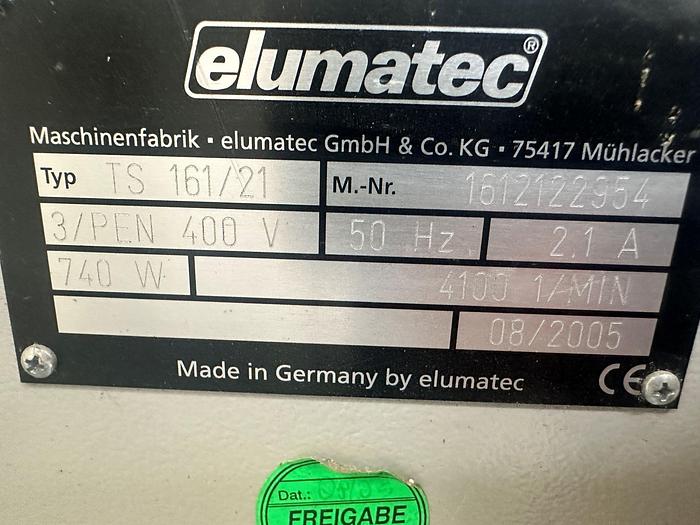 elumatec®
Maschinenfabrik ▪ elumatec GmbH & Co. KG ▪ 75417 Mühlacker
Typ TS 161/21 M.-Nr. 1612122954
3/PEN 400 V 50 Hz 2.1 A
740 W 4100 1/MIN
08/2005
Made in Germany by elumatec CE
Dat.:
FREIGABE